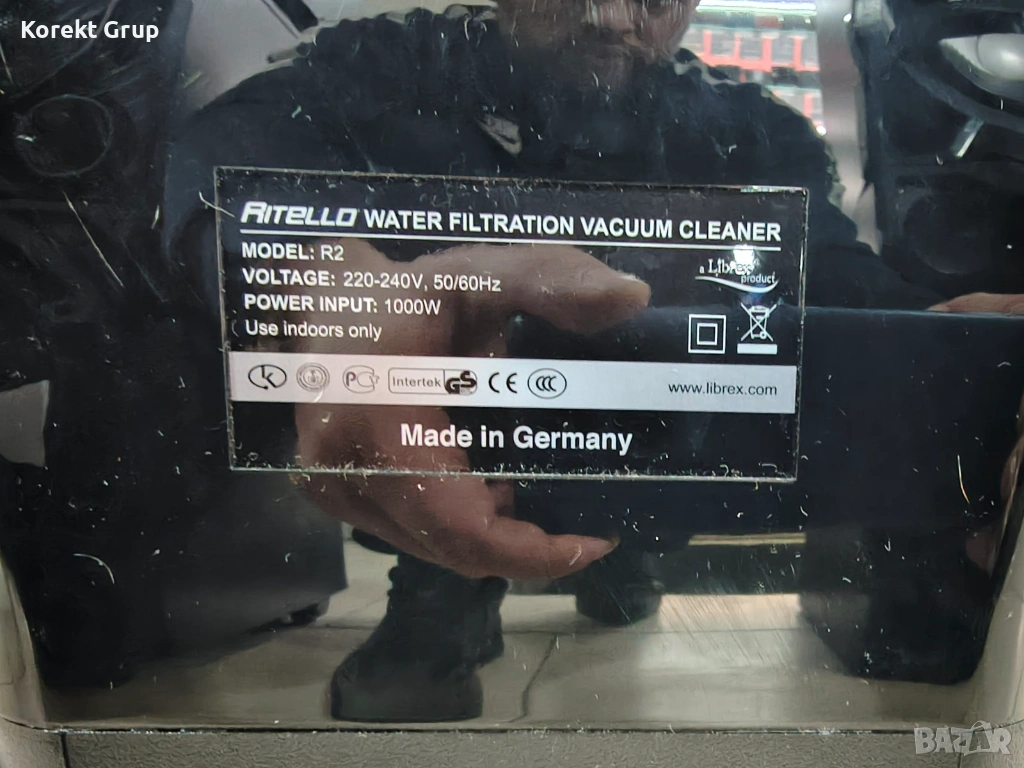 Korekt Grup
RITELLO WATER FILTRATION VACUUM CLEANER
MODEL: R2
VOLTAGE: 220-240V, 50/60Hz
POWER INPUT: 1000W
Use indoors only
a Librex
product
Intertek GS CE CCC
www.librex.com
Made in Germany
BAZAR